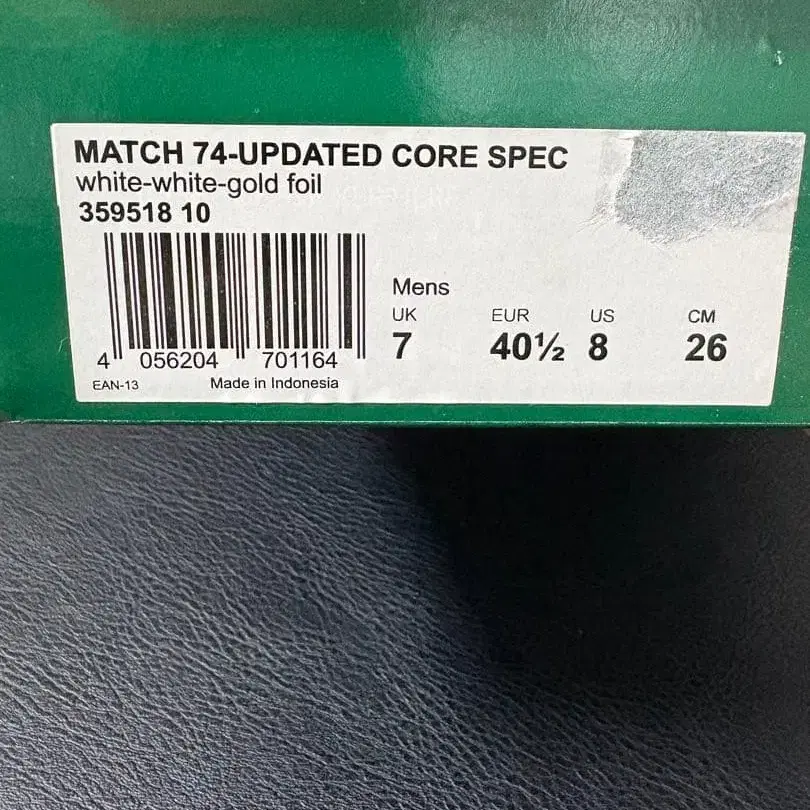 MATCH 74-UPDATED CORE SPEC
white-white-gold foil
359518 10
Mens
UK EUR US CM
7 40½ 8 26
4 056204 701164
EAN-13 Made in Indonesia